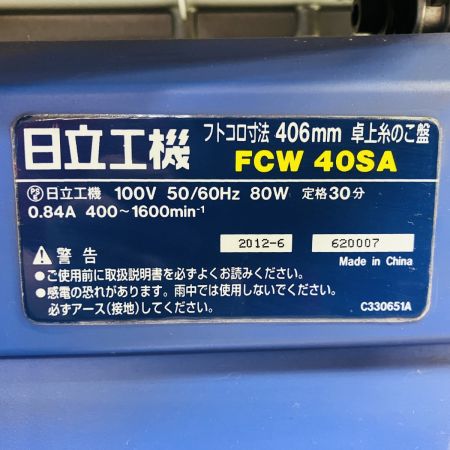 日立工機
フトコロ寸法 406mm 卓上糸のこ盤
FCW 40SA
PSE 日立工機 100V 50/60Hz 80W 定格30分
0.84A 400～1600min-1
2012-6 620007
警告 Made in China
●ご使用前に取扱説明書を必ずよくお読みください。
●感電の恐れがあります。雨中では使用しないでください。
必ずアース(接地)してください。 C330651A